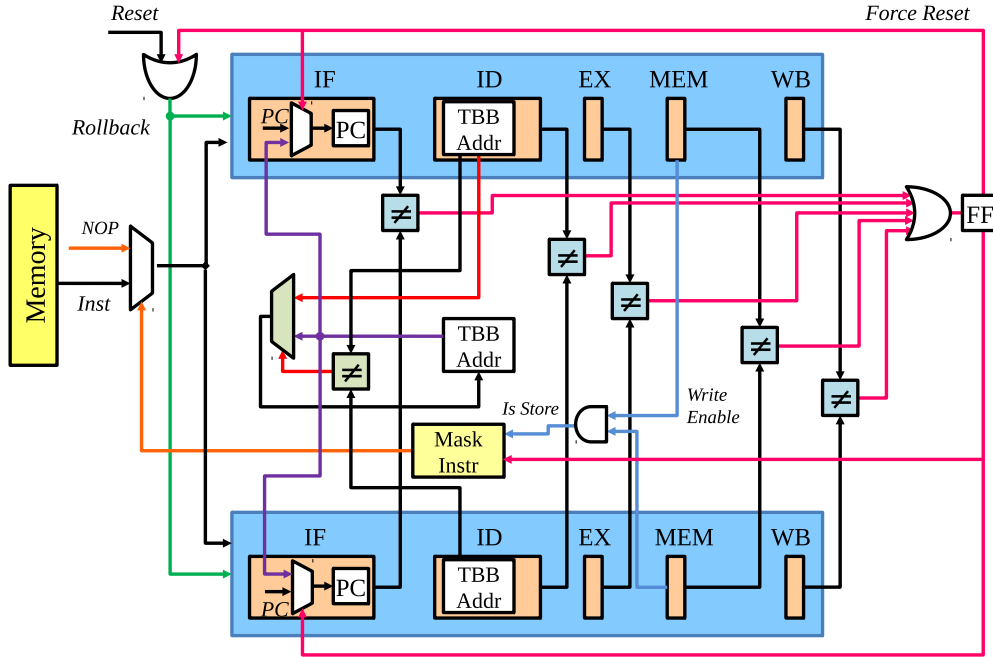 Reset
Force Reset
IF
ID
EX
MEM
WB
PC
PC
TBB
Addr
Rollback
Memory
NOP
Inst
≠
≠
≠
≠
≠
≠
FF
TBB
Addr
Is Store
Write
Enable
Mask
Instr
IF
ID
EX
MEM
WB
PC
PC
TBB
Addr